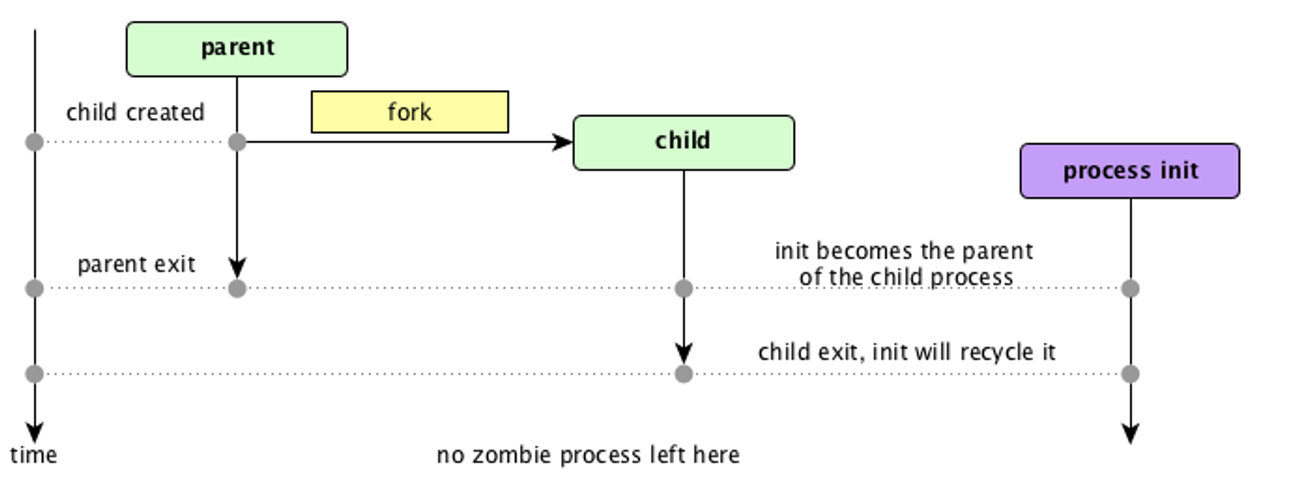 parent
child created
fork
child
process init
parent exit
init becomes the parent
of the child process
child exit, init will recycle it
time
no zombie process left here